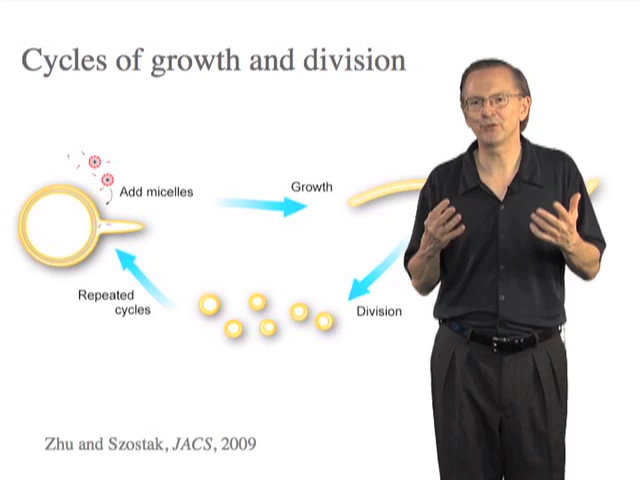 Cycles of growth and division
Add micelles
Growth
Repeated
cycles
Division
Zhu and Szostak, JACS, 2009